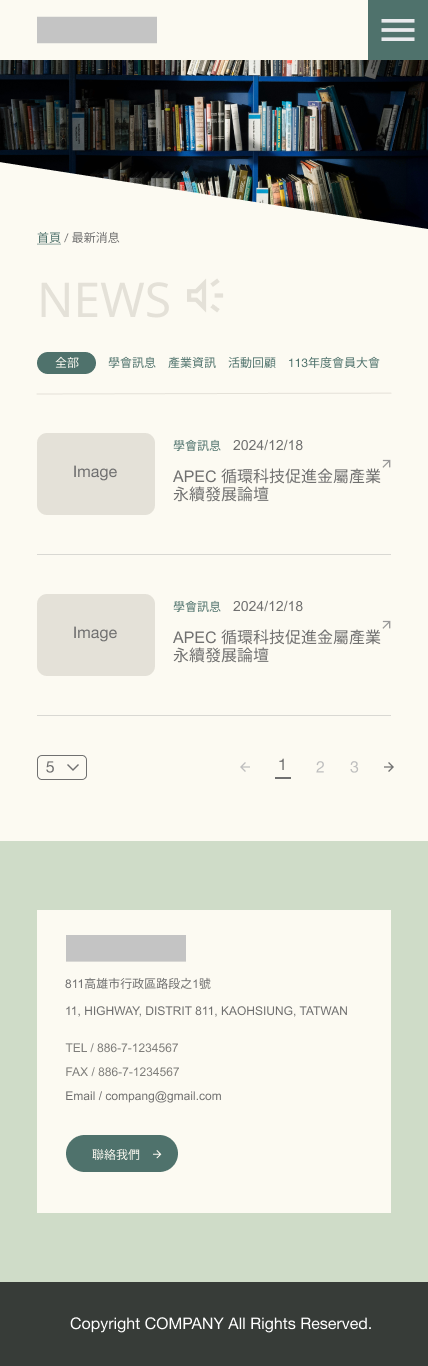 首頁 / 最新消息
NEWS
全部 學會訊息 產業資訊 活動回顧 113年度會員大會
Image
學會訊息 2024/12/18
APEC 循環科技促進金屬產業
永續發展論壇
Image
學會訊息 2024/12/18
APEC 循環科技促進金屬產業
永續發展論壇
5
1 2 3
811高雄市行政區路段之1號
11, HIGHWAY, DISTRIT 811, KAOHSIUNG, TATWAN
TEL / 886-7-1234567
FAX / 886-7-1234567
Email / compang@gmail.com
聯絡我們
Copyright COMPANY All Rights Reserved.